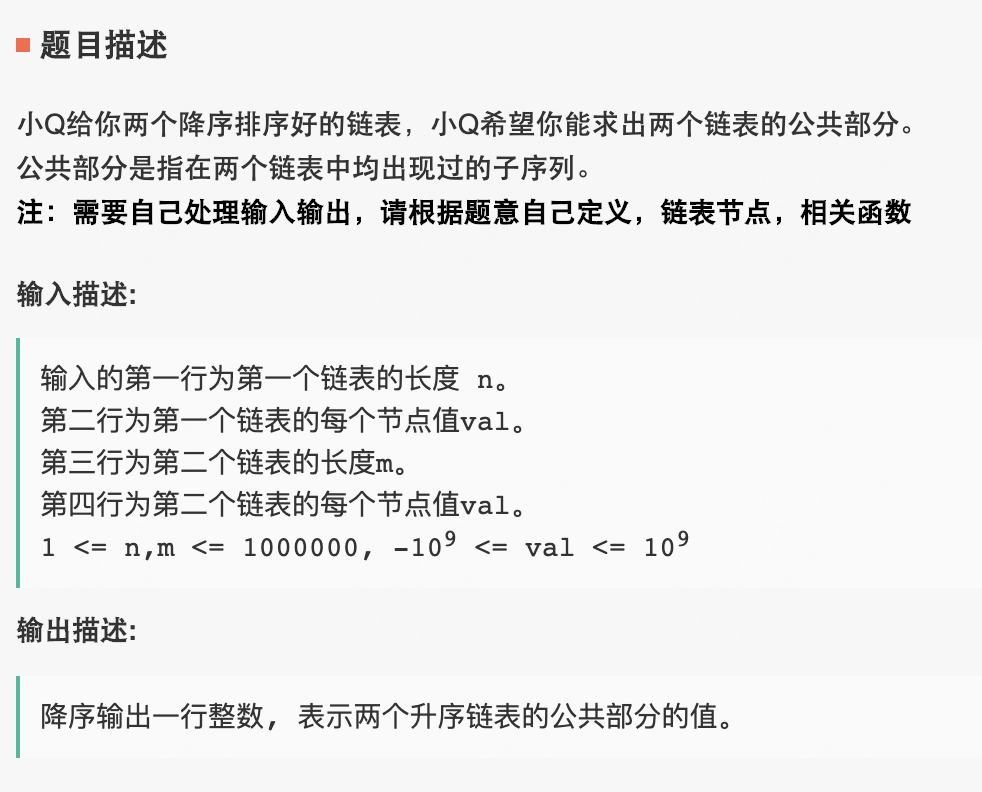 题目描述
小Q给你两个降序排序好的链表，小Q希望你能求出两个链表的公共部分。
公共部分是指在两个链表中均出现过的子序列。
注：需要自己处理输入输出，请根据题意自己定义，链表节点，相关函数
输入描述:
输入的第一行为第一个链表的长度 n。
第二行为第一个链表的每个节点值val。
第三行为第二个链表的长度m。
第四行为第二个链表的每个节点值val。
1 <= n,m <= 1000000, −10⁹ <= val <= 10⁹
输出描述:
降序输出一行整数, 表示两个升序链表的公共部分的值。